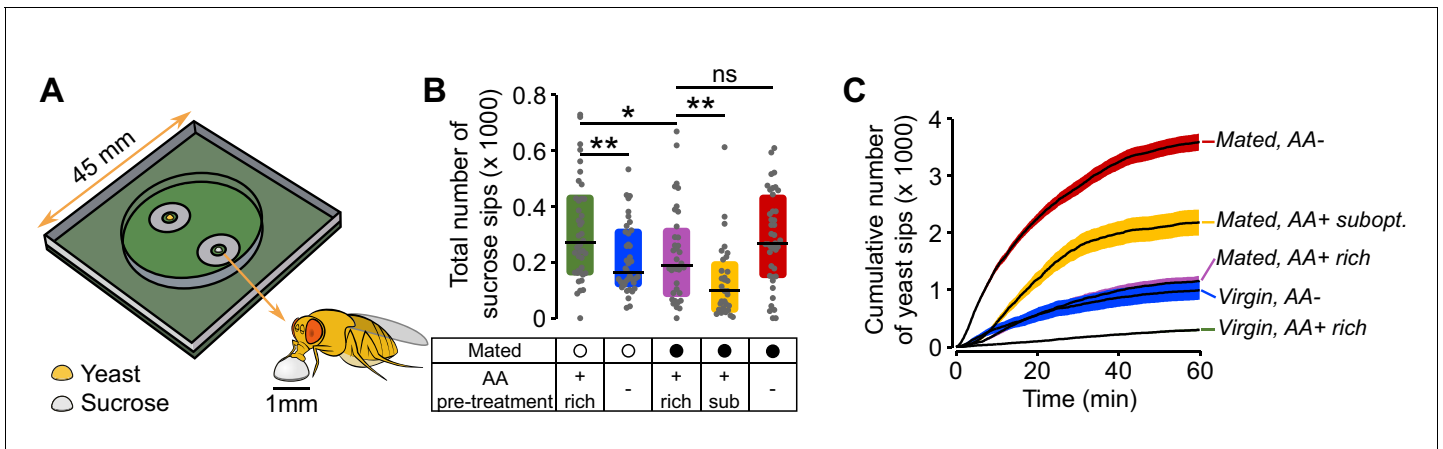 A
45 mm
Yeast
Sucrose
1mm
B
Total number of
sucrose sips (x 1000)
0.8
0.6
0.4
0.2
0
**
*
**
ns
Mated
AA
pre-treatment
+
rich
-
+
rich
+
sub
-
C
Cumulative number
of yeast sips (x 1000)
4
3
2
1
0
0
20
40
60
Time (min)
Mated, AA-
Mated, AA+ subopt.
Mated, AA+ rich
Virgin, AA-
Virgin, AA+ rich